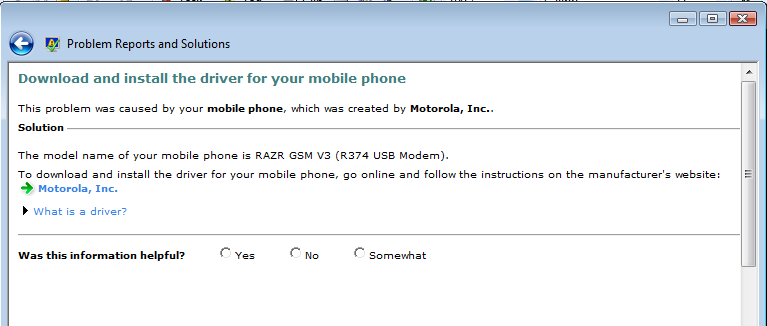 Problem Reports and Solutions
Download and install the driver for your mobile phone
This problem was caused by your mobile phone, which was created by Motorola, Inc..
Solution
The model name of your mobile phone is RAZR GSM V3 (R374 USB Modem).
To download and install the driver for your mobile phone, go online and follow the instructions on the manufacturer's website:
Motorola, Inc.
What is a driver?
Was this information helpful? Yes No Somewhat